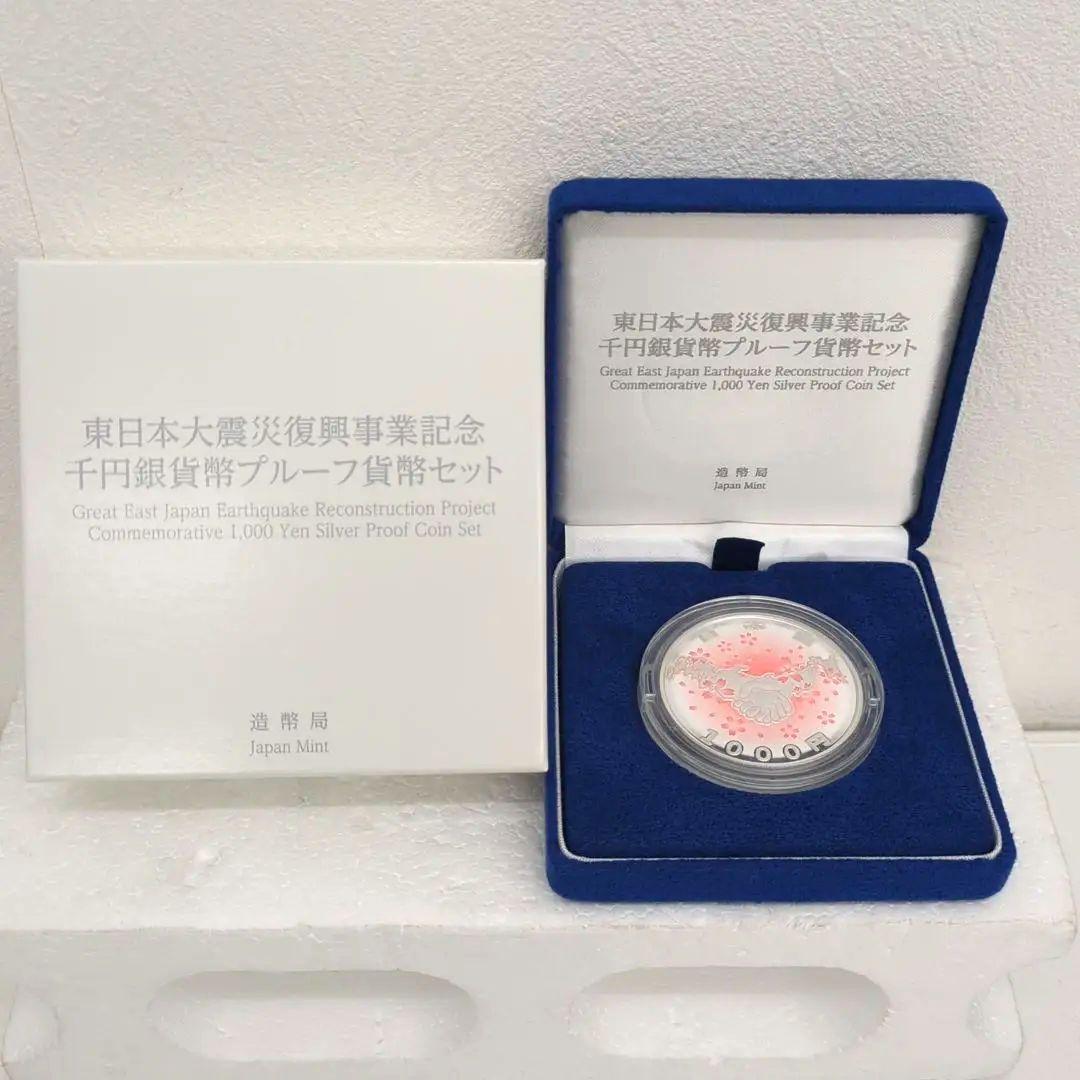 東日本大震災復興事業記念
千円銀貨幣プルーフ貨幣セット
Great East Japan Earthquake Reconstruction Project
Commemorative 1,000 Yen Silver Proof Coin Set
造幣局
Japan Mint
東日本大震災復興事業記念
千円銀貨幣プルーフ貨幣セット
Great East Japan Earthquake Reconstruction Project
Commemorative 1,000 Yen Silver Proof Coin Set
造幣局
Japan Mint
1000円